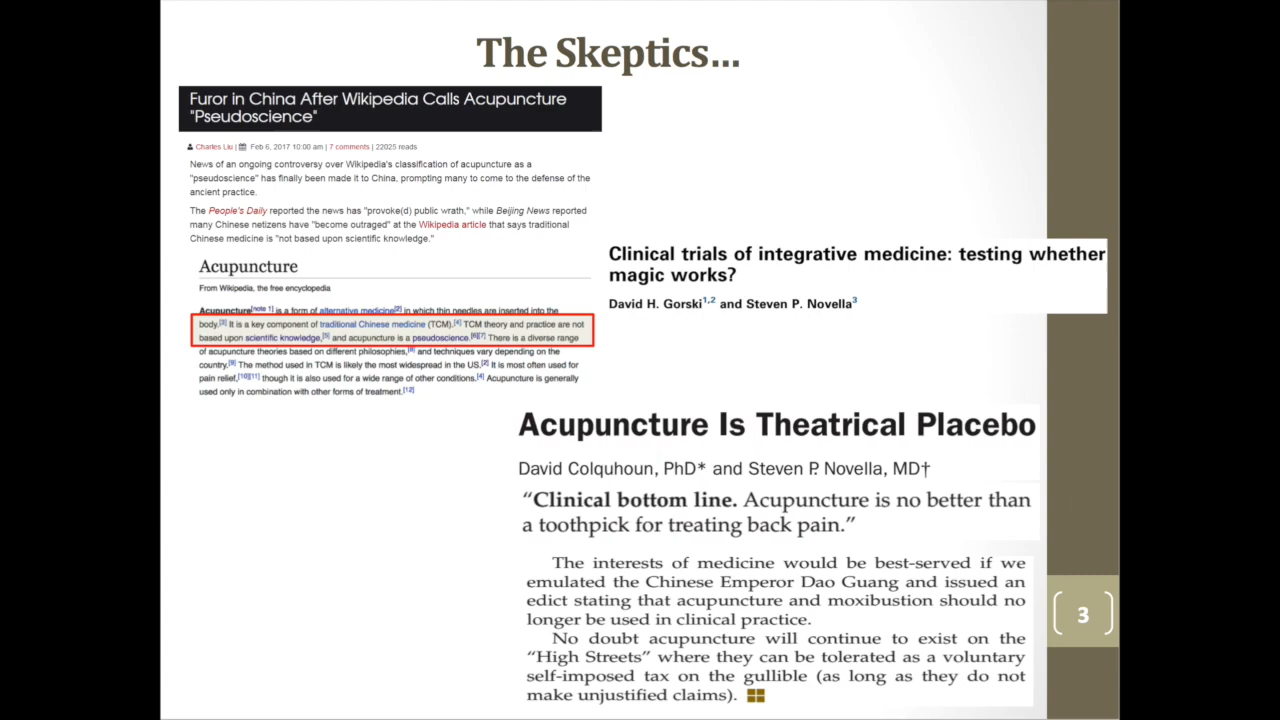 The Skeptics...
Furor in China After Wikipedia Calls Acupuncture
"Pseudoscience"
Charles Liu | Feb 6, 2017 10:00 am | 7 comments | 22025 reads
News of an ongoing controversy over Wikipedia's classification of acupuncture as a
"pseudoscience" has finally been made it to China, prompting many to come to the defense of the
ancient practice.
The People's Daily reported the news has "provoke(d) public wrath," while Beijing News reported
many Chinese netizens have "become outraged" at the Wikipedia article that says traditional
Chinese medicine is "not based upon scientific knowledge."
Acupuncture
From Wikipedia, the free encyclopedia
Acupuncture[note 1] is a form of alternative medicine[2] in which thin needles are inserted into the
body.[3] It is a key component of traditional Chinese medicine (TCM).[4] TCM theory and practice are not
based upon scientific knowledge,[5] and acupuncture is a pseudoscience.[6][7] There is a diverse range
of acupuncture theories based on different philosophies,[8] and techniques vary depending on the
country.[9] The method used in TCM is likely the most widespread in the US.[2] It is most often used for
pain relief,[10][11] though it is also used for a wide range of other conditions.[4] Acupuncture is generally
used only in combination with other forms of treatment.[12]
Clinical trials of integrative medicine: testing whether
magic works?
David H. Gorski1,2 and Steven P. Novella3
Acupuncture Is Theatrical Placebo
David Colquhoun, PhD* and Steven P. Novella, MD†
“Clinical bottom line. Acupuncture is no better than
a toothpick for treating back pain.”
The interests of medicine would be best-served if we
emulated the Chinese Emperor Dao Guang and issued an
edict stating that acupuncture and moxibustion should no
longer be used in clinical practice.
No doubt acupuncture will continue to exist on the
“High Streets” where they can be tolerated as a voluntary
self-imposed tax on the gullible (as long as they do not
make unjustified claims).
3